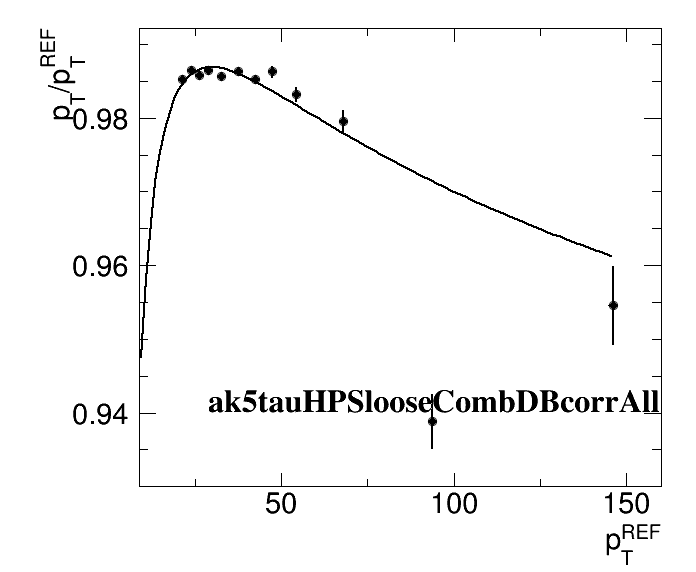 p_T/p_T^REF
0.98
0.96
0.94
ak5tauHPSlooseCombDBcorrAll
50 100 150
p_T^REF